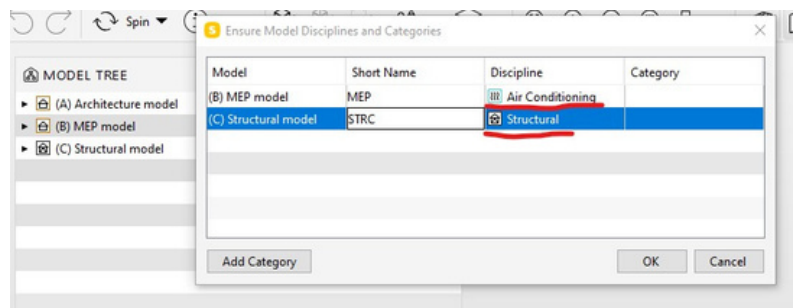 Spin
Ensure Model Disciplines and Categories
MODEL TREE
(A) Architecture model
(B) MEP model
(C) Structural model
Model Short Name Discipline Category
(B) MEP model MEP Air Conditioning
(C) Structural model STRC Structural
Add Category OK Cancel